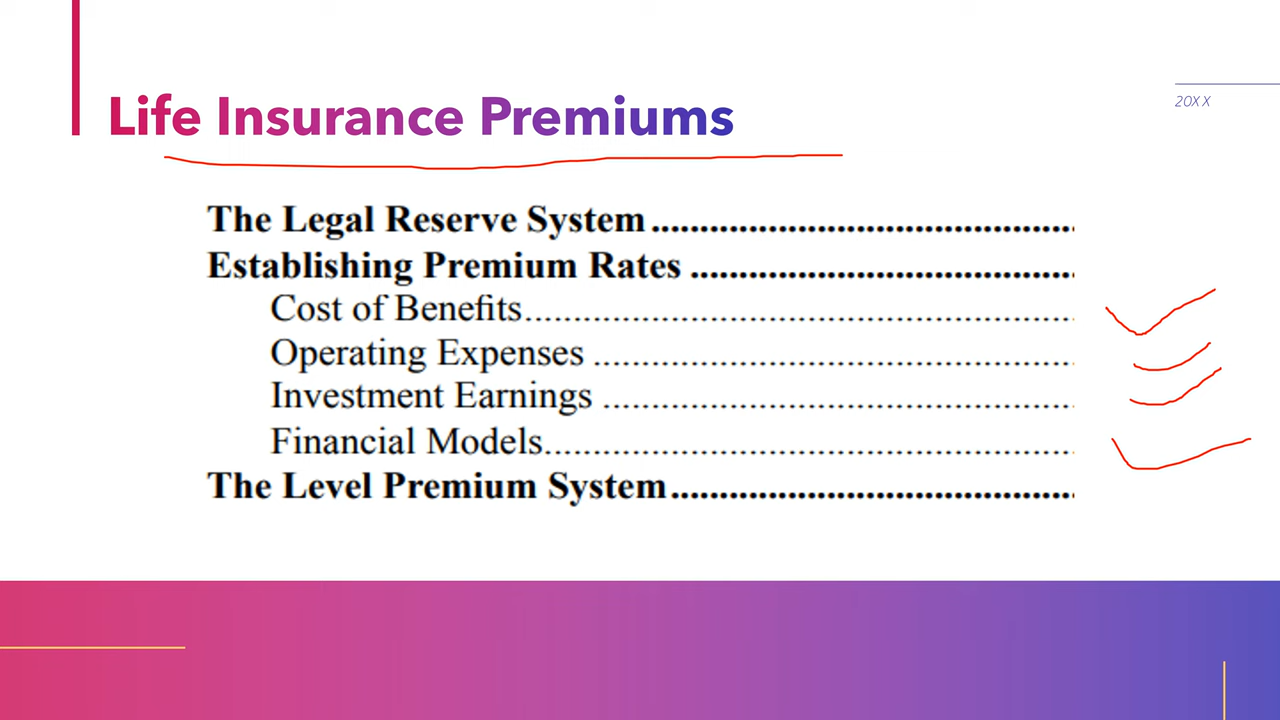 Life Insurance Premiums
20XX
The Legal Reserve System ............................................
Establishing Premium Rates ........................................
Cost of Benefits.........................................................
Operating Expenses ..................................................
Investment Earnings .................................................
Financial Models.......................................................
The Level Premium System..........................................